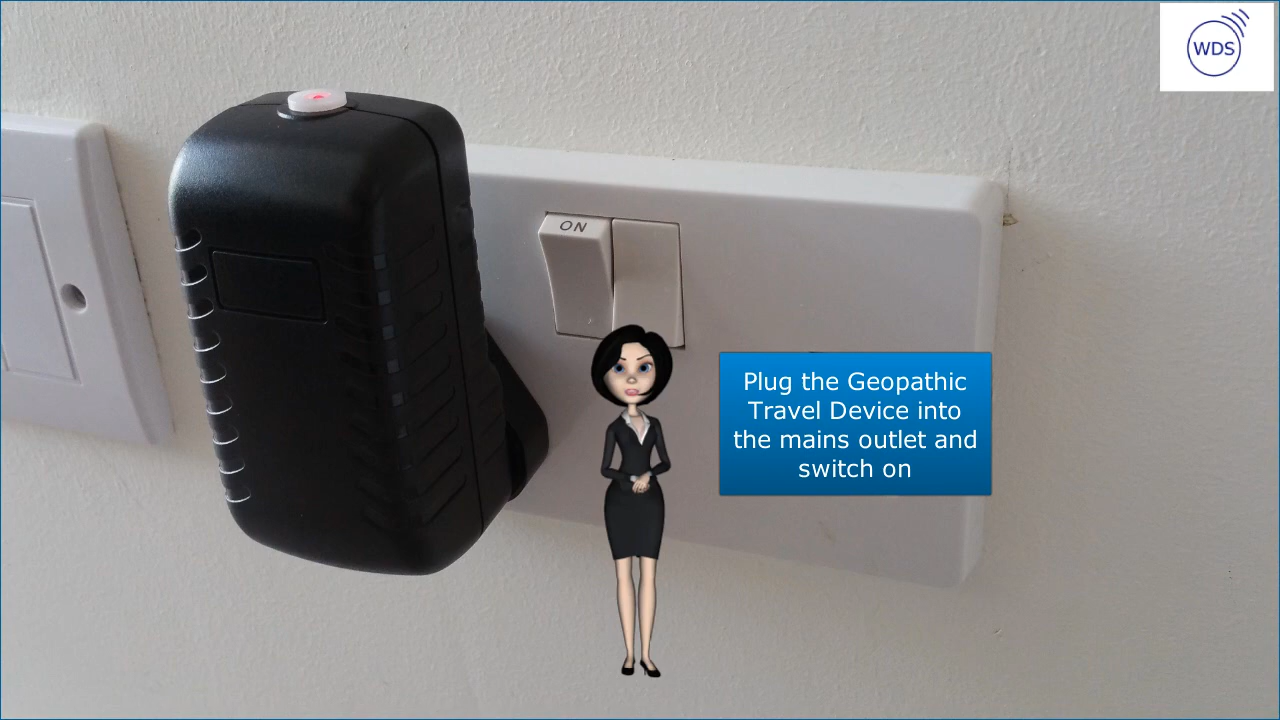 WDS
ON
Plug the Geopathic
Travel Device into
the mains outlet and
switch on